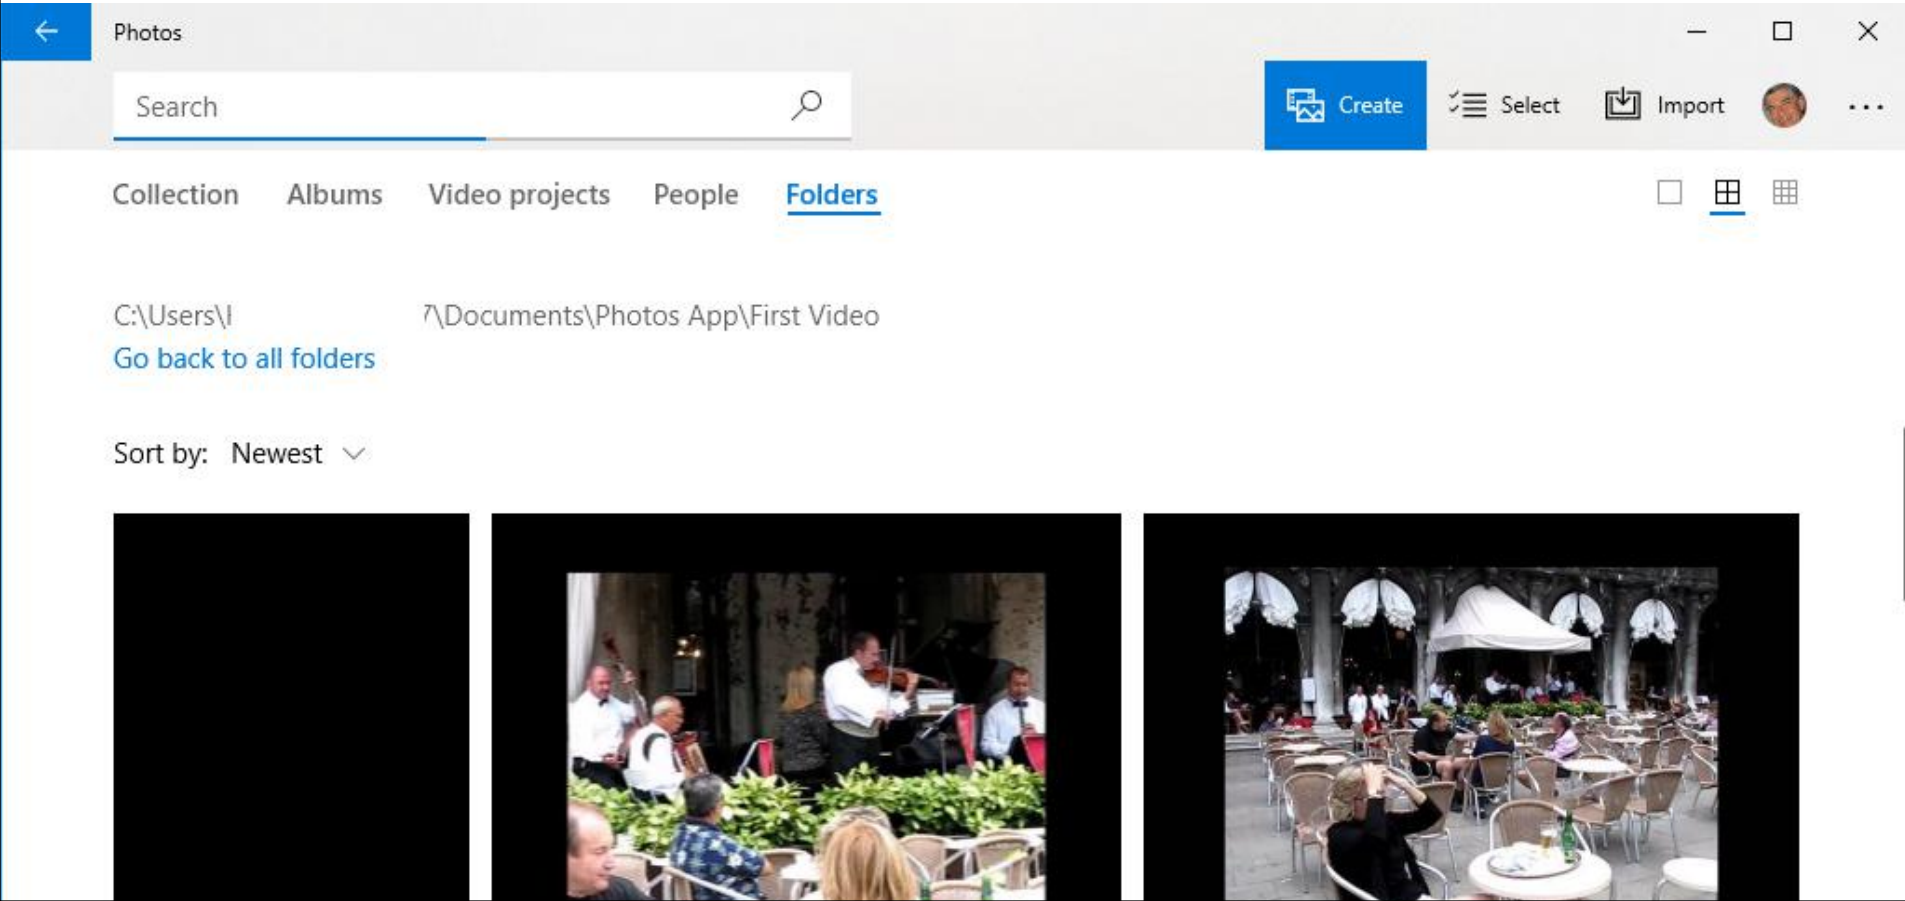 Photos
Search
Create Select Import
Collection Albums Video projects People Folders
C:\Users\ 7\Documents\Photos App\First Video
Go back to all folders
Sort by: Newest